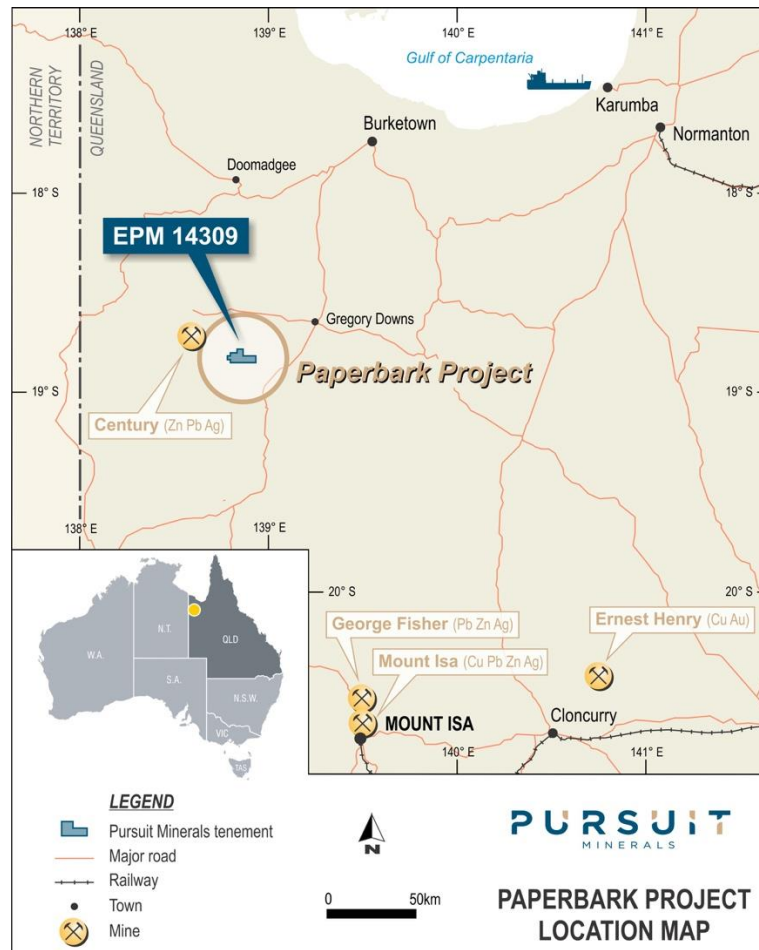 138° E
139° E
140° E
141° E
Gulf of Carpentaria
NORTHERN
TERRITORY
QUEENSLAND
Karumba
Burketown
Normanton
Doomadgee
18° S
18° S
EPM 14309
Gregory Downs
Paperbark Project
19° S
19° S
Century (Zn Pb Ag)
138° E
139° E
20° S
20° S
George Fisher (Pb Zn Ag)
Ernest Henry (Cu Au)
Mount Isa (Cu Pb Zn Ag)
MOUNT ISA
Cloncurry
140° E
141° E
N.T.
QLD
W.A.
S.A.
N.S.W.
VIC
TAS
LEGEND
Pursuit Minerals tenement
Major road
Railway
Town
Mine
N
0
50km
PURSUIT
MINERALS
PAPERBARK PROJECT
LOCATION MAP